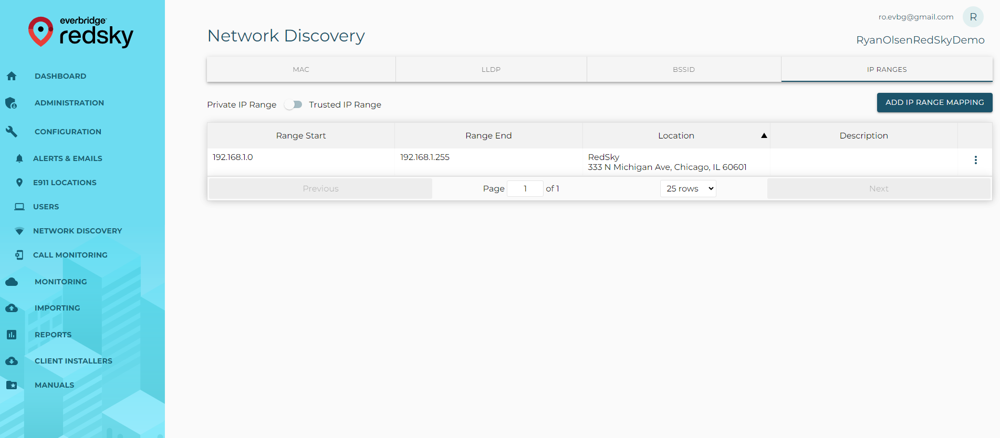 everbridge™
redsky
DASHBOARD
ADMINISTRATION
CONFIGURATION
ALERTS & EMAILS
E911 LOCATIONS
USERS
NETWORK DISCOVERY
CALL MONITORING
MONITORING
IMPORTING
REPORTS
CLIENT INSTALLERS
MANUALS
ro.evbg@gmail.com R
Network Discovery
RyanOlsenRedSkyDemo
MAC LLDP BSSID IP RANGES
Private IP Range Trusted IP Range ADD IP RANGE MAPPING
Range Start Range End Location ▲ Description
192.168.1.0 192.168.1.255 RedSky
333 N Michigan Ave, Chicago, IL 60601
Previous Page 1 of 1 25 rows Next